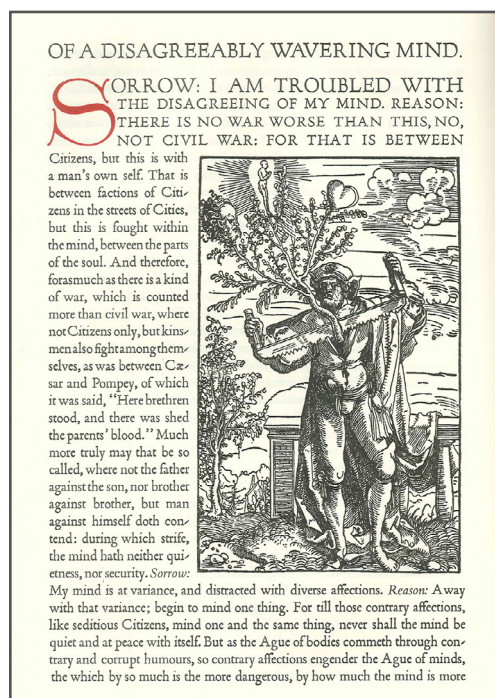 OF A DISAGREEABLY WAVERING MIND.
SORROW: I AM TROUBLED WITH
THE DISAGREEING OF MY MIND. REASON:
THERE IS NO WAR WORSE THAN THIS, NO,
NOT CIVIL WAR: FOR THAT IS BETWEEN
Citizens, but this is with
a man's own self. That is
between factions of Citi-
zens in the streets of Cities,
but this is fought within
the mind, between the parts
of the soul. And therefore,
forasmuch as there is a kind
of war, which is counted
more than civil war, where
not Citizens only, but kins-
men also fight among them-
selves, as was between Cæ-
sar and Pompey, of which
it was said, "Here brethren
stood, and there was shed
the parents' blood." Much
more truly may that be so
called, where not the father
against the son, nor brother
against brother, but man
against himself doth con-
tend: during which strife,
the mind hath neither qui-
etness, nor security. Sorrow:
My mind is at variance, and distracted with diverse affections. Reason: Away
with that variance; begin to mind one thing. For till those contrary affections,
like seditious Citizens, mind one and the same thing, never shall the mind be
quiet and at peace with itself. But as the Ague of bodies commeth through con-
trary and corrupt humours, so contrary affections engender the Ague of minds,
the which by so much is the more dangerous, by how much the mind is more